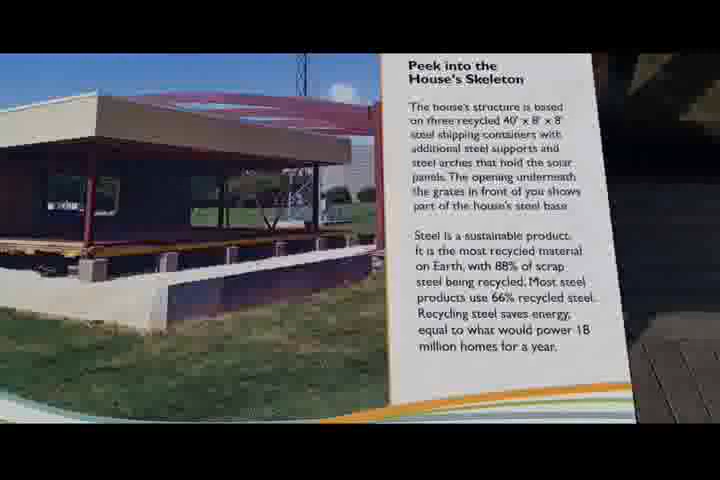 Peek into the
House's Skeleton
The house's structure is based
on three recycled 40' x 8' x 8'
steel shipping containers with
additional steel supports and
steel arches that hold the solar
panels. The opening underneath
the grates in front of you shows
part of the house's steel base.
Steel is a sustainable product.
It is the most recycled material
on Earth, with 88% of scrap
steel being recycled. Most steel
products use 66% recycled steel.
Recycling steel saves energy,
equal to what would power 18
million homes for a year.